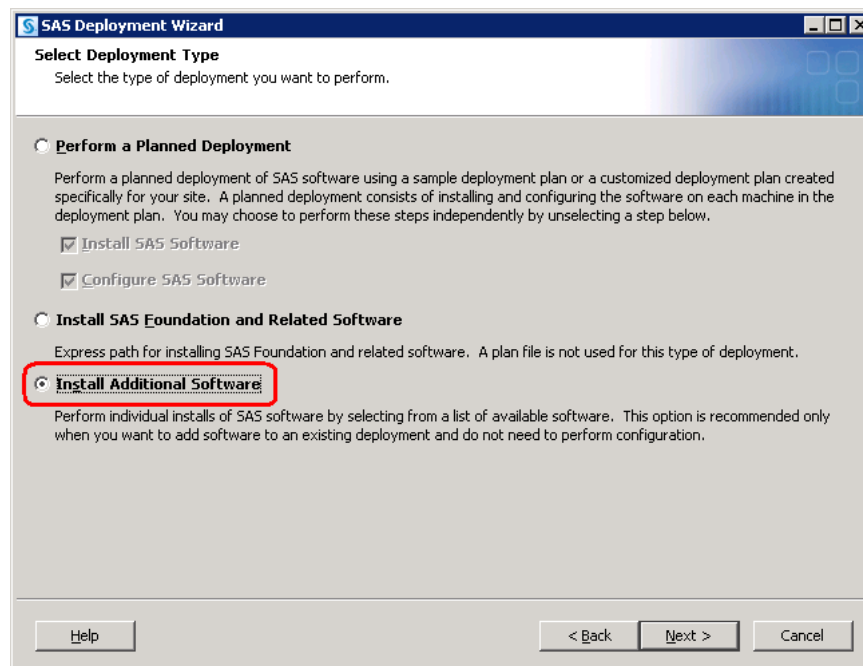 SAS Deployment Wizard
Select Deployment Type
Select the type of deployment you want to perform.
Perform a Planned Deployment
Perform a planned deployment of SAS software using a sample deployment plan or a customized deployment plan created
specifically for your site. A planned deployment consists of installing and configuring the software on each machine in the
deployment plan. You may choose to perform these steps independently by unselecting a step below.
Install SAS Software
Configure SAS Software
Install SAS Foundation and Related Software
Express path for installing SAS Foundation and related software. A plan file is not used for this type of deployment.
Install Additional Software
Perform individual installs of SAS software by selecting from a list of available software. This option is recommended only
when you want to add software to an existing deployment and do not need to perform configuration.
Help
< Back
Next >
Cancel